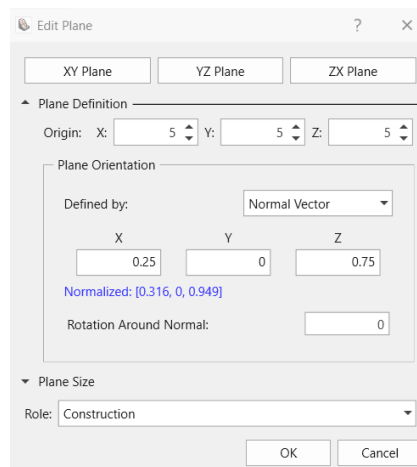 Edit Plane ? ×
XY Plane YZ Plane ZX Plane
Plane Definition
Origin: X: 5 Y: 5 Z: 5
Plane Orientation
Defined by: Normal Vector
X Y Z
0.25 0 0.75
Normalized: [0.316, 0, 0.949]
Rotation Around Normal: 0
Plane Size
Role: Construction
OK Cancel